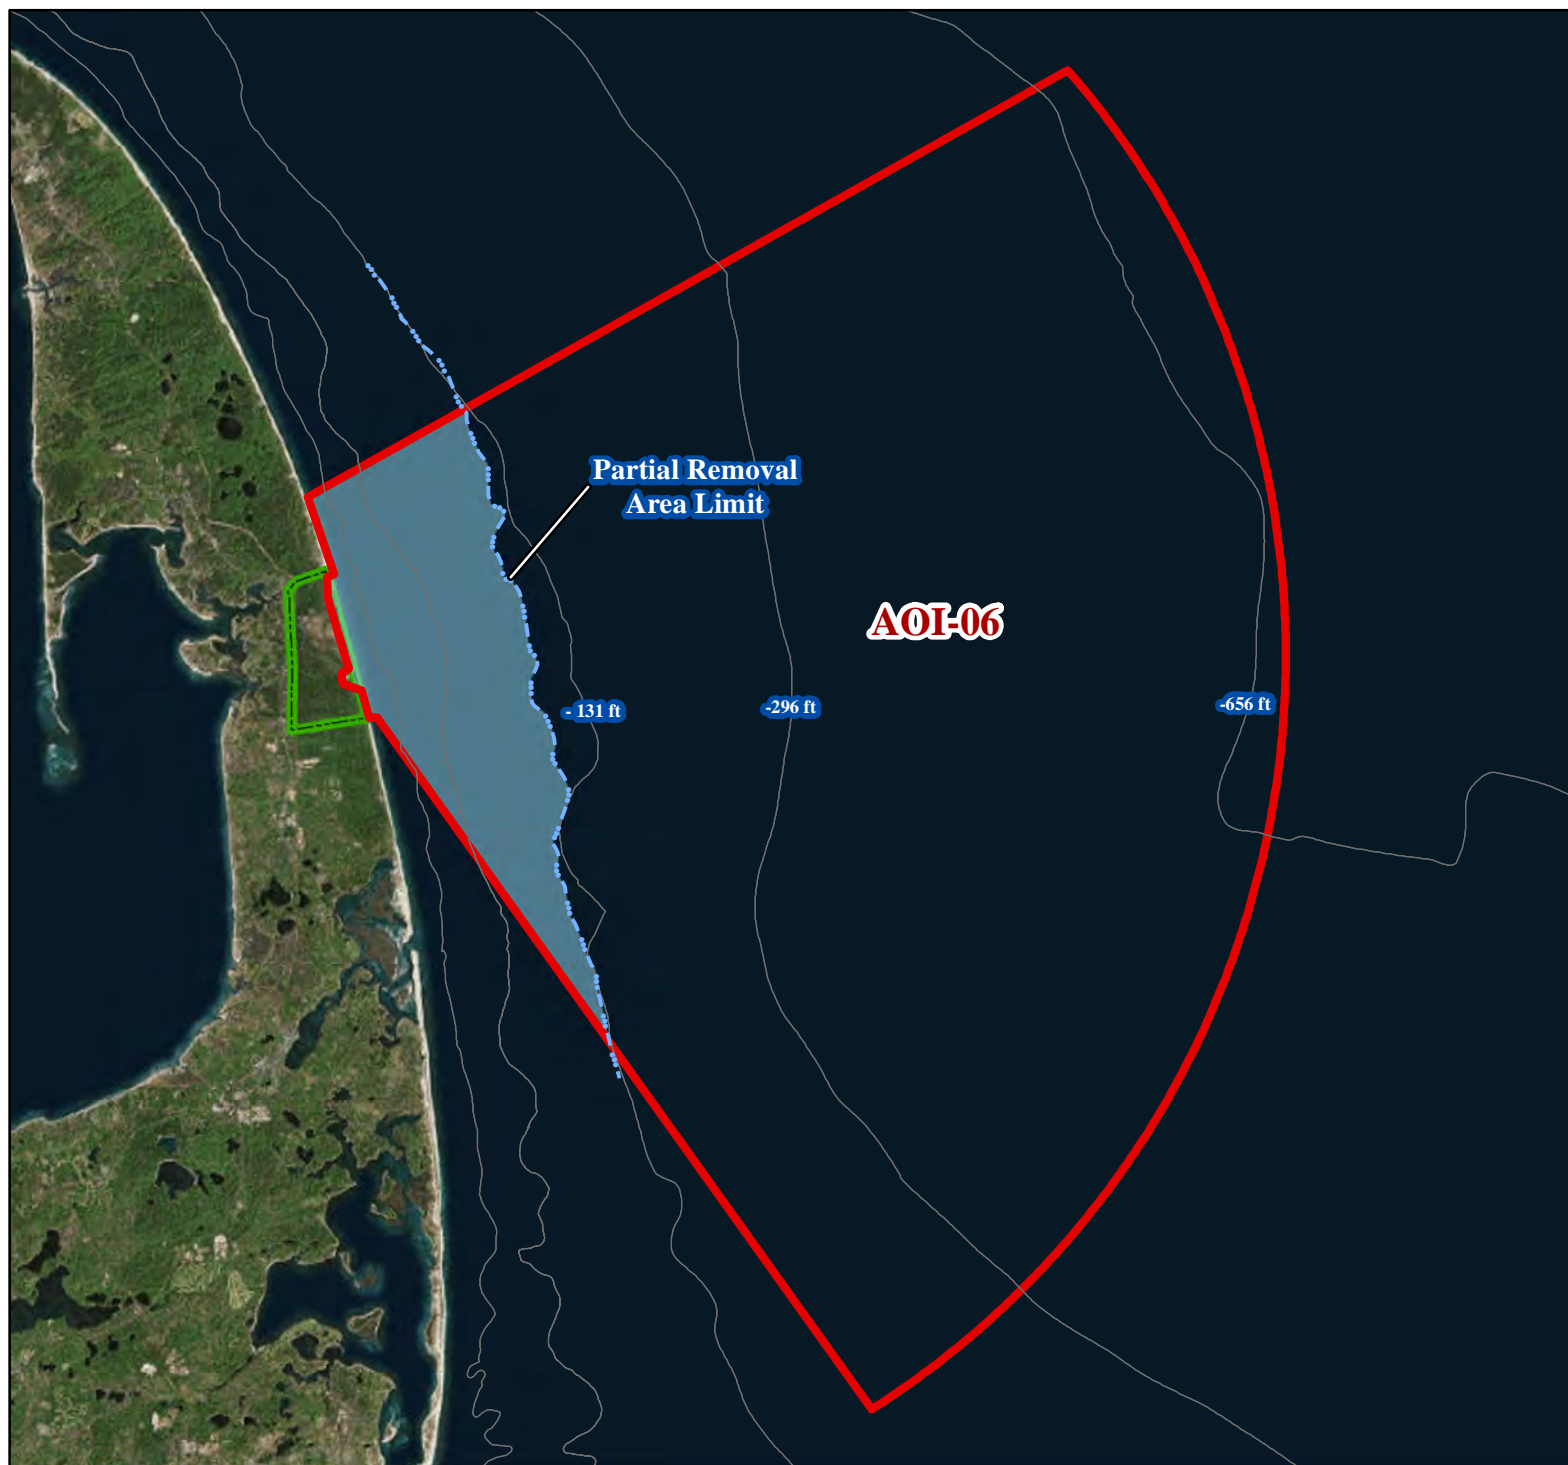 Partial Removal
Area Limit
AOI-06
- 131 ft
-296 ft
-656 ft